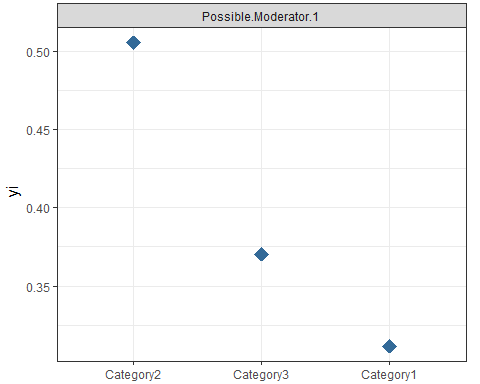 Possible.Moderator.1
0.50
0.45
0.40
0.35
yi
Category2
Category3
Category1